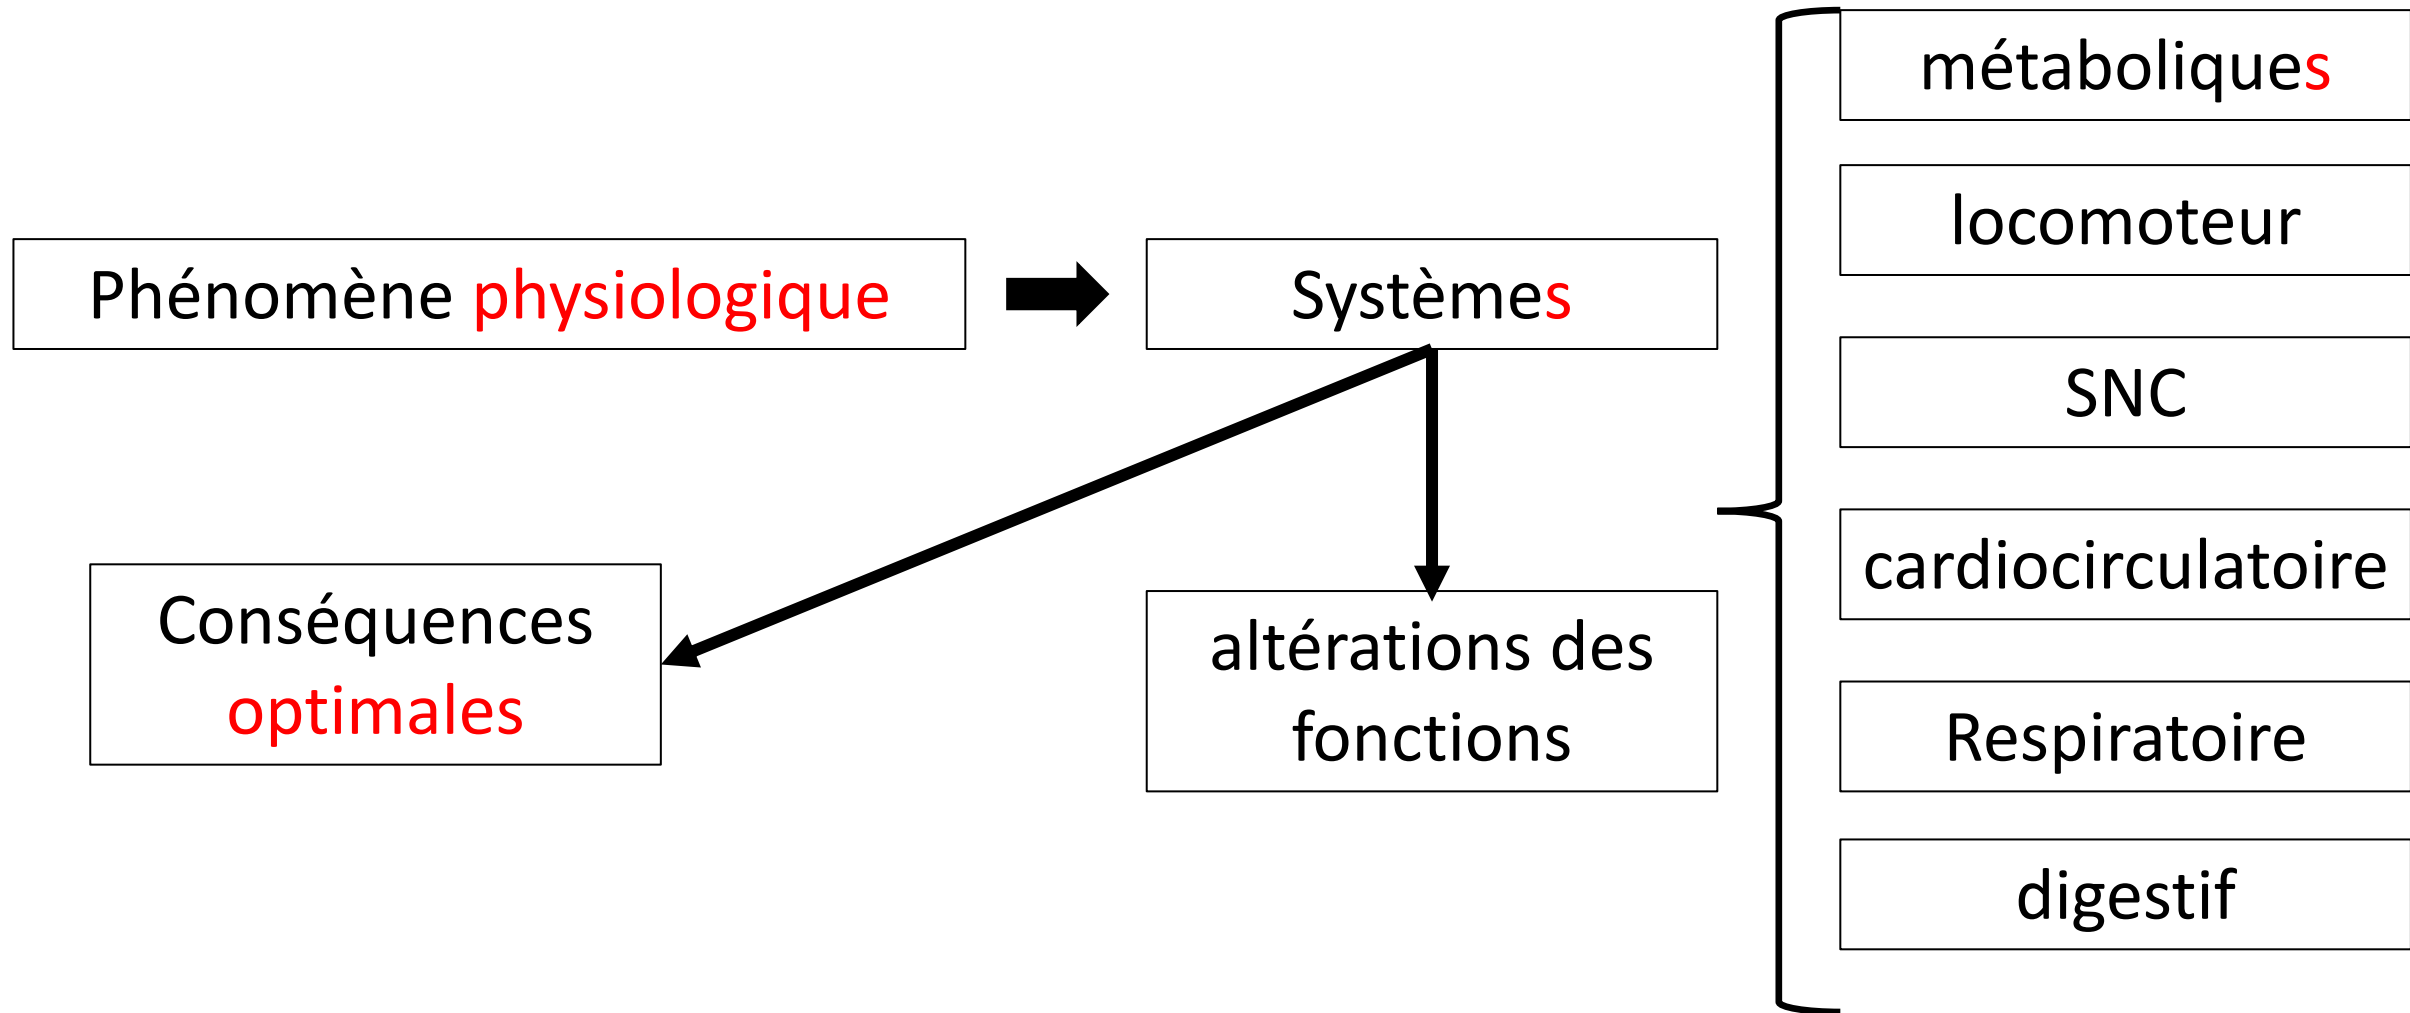 Phénomène physiologique
Systèmes
Conséquences
optimales
altérations des
fonctions
métaboliques
locomoteur
SNC
cardiocirculatoire
Respiratoire
digestif